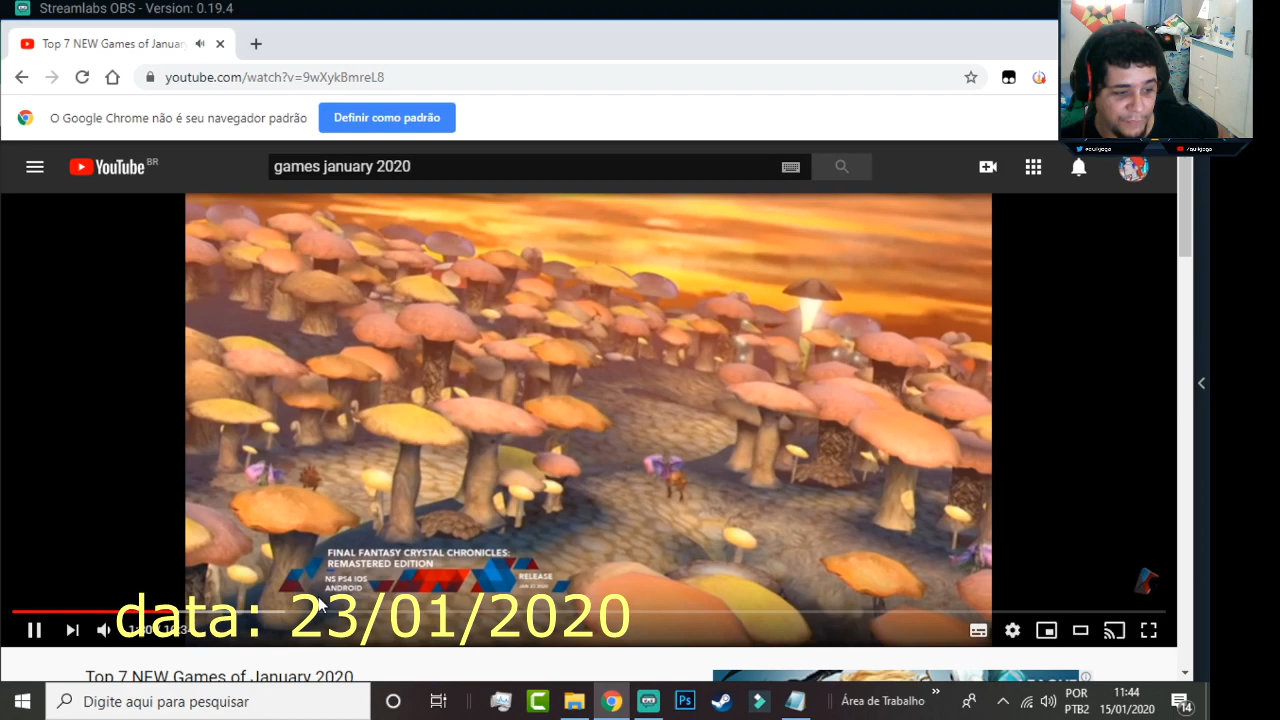 Streamlabs OBS - Version: 0.19.4
Top 7 NEW Games of Januar
youtube.com/watch?v=9wXykBmreL8
O Google Chrome não é seu navegador padrão
Definir como padrão
YouTube BR
games january 2020
FINAL FANTASY CRYSTAL CHRONICLES:
REMASTERED EDITION
NS PS4 IOS
ANDROID
RELEASE
data: 23/01/2020
Top 7 NEW Games of January 2020
Digite aqui para pesquisar
Área de Trabalho
POR
PTB2
11:44
15/01/2020
14